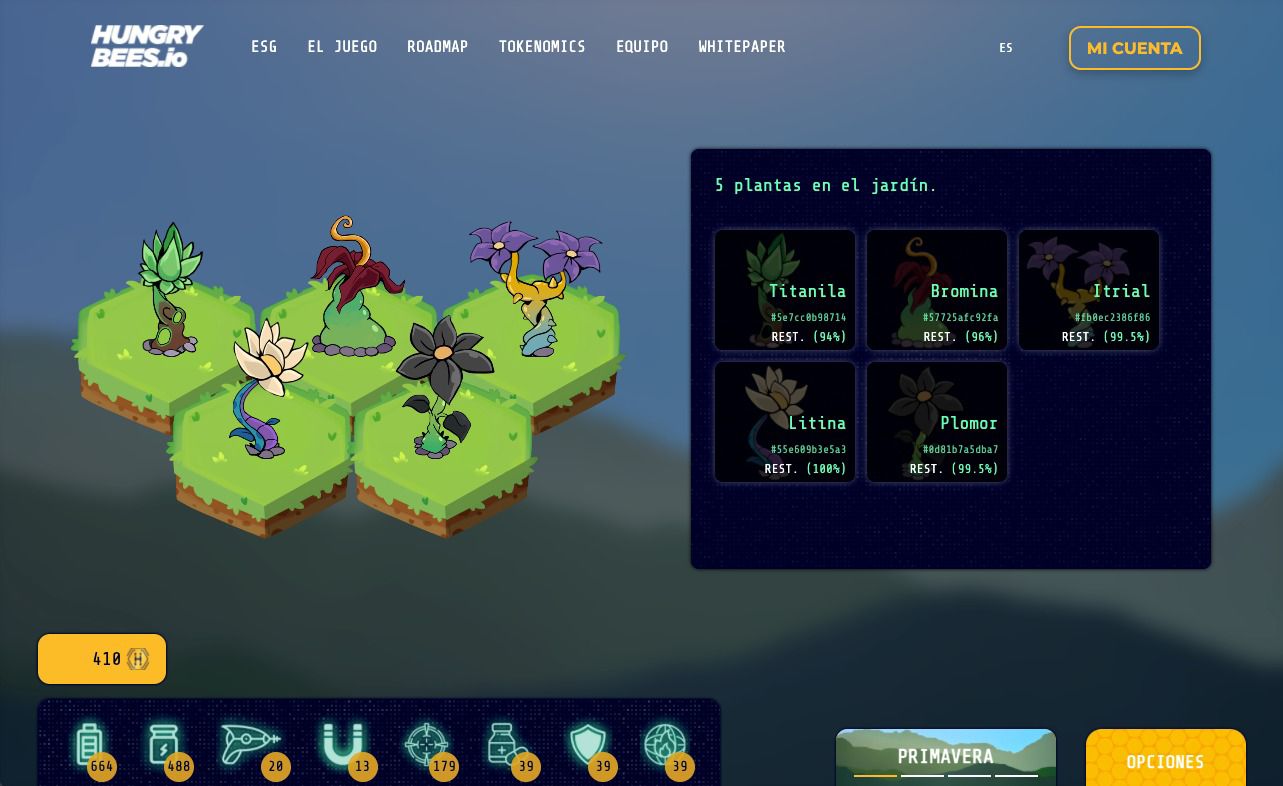 HUNGRY
BEES.io
ESG EL JUEGO ROADMAP TOKENOMICS EQUIPO WHITEPAPER
ES
MI CUENTA
5 plantas en el jardín.
Titanila
#5e7cc0b98714
REST. (94%)
Bromina
#57725afc92fa
REST. (96%)
Itrial
#fb0ec2386f86
REST. (99.5%)
Litina
#55e609b3e5a3
REST. (100%)
Plomor
#0d81b7a5dba7
REST. (99.5%)
410 H
664 488 20 13 179 39 39 39
PRIMAVERA
OPCIONES